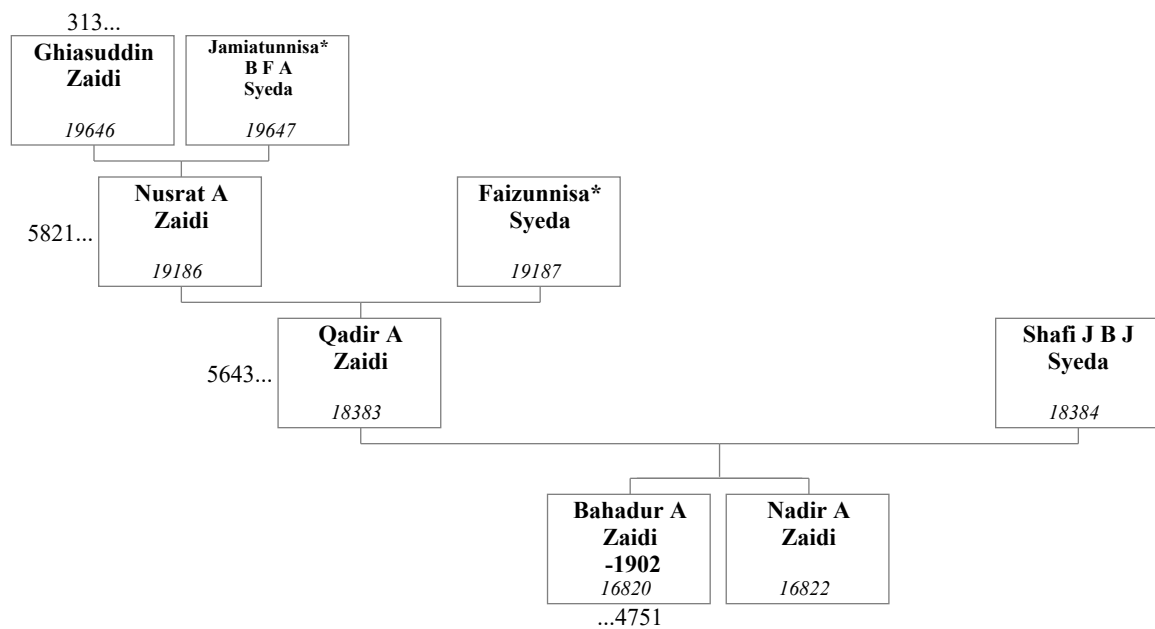 313...
Ghiasuddin
Zaidi
19646
Jamiatunnisa*
B F A
Syeda
19647
5821...
Nusrat A
Zaidi
19186
Faizunnisa*
Syeda
19187
5643...
Qadir A
Zaidi
18383
Shafi J B J
Syeda
18384
Bahadur A
Zaidi
-1902
16820
...4751
Nadir A
Zaidi
16822